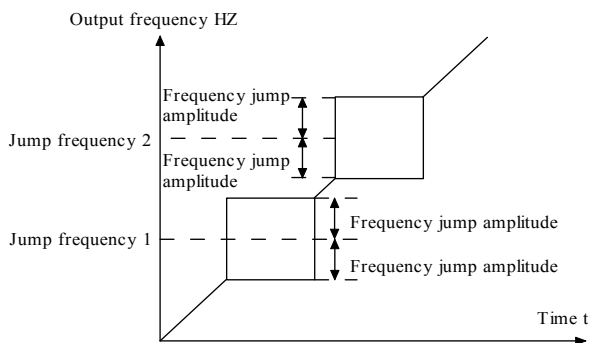 Output frequency HZ
Frequency jump
amplitude
Jump frequency 2
Frequency jump
amplitude
Frequency jump amplitude
Jump frequency 1
Frequency jump amplitude
Time t